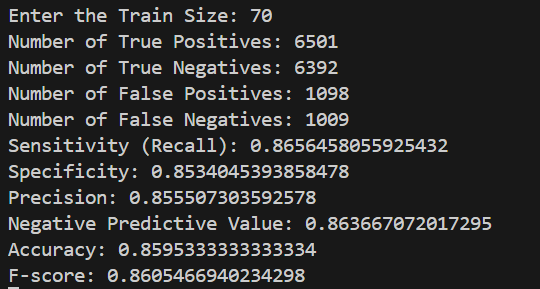 Enter the Train Size: 70
Number of True Positives: 6501
Number of True Negatives: 6392
Number of False Positives: 1098
Number of False Negatives: 1009
Sensitivity (Recall): 0.8656458055925432
Specificity: 0.8534045393858478
Precision: 0.855507303592578
Negative Predictive Value: 0.863667072017295
Accuracy: 0.8595333333333334
F-score: 0.8605466940234298